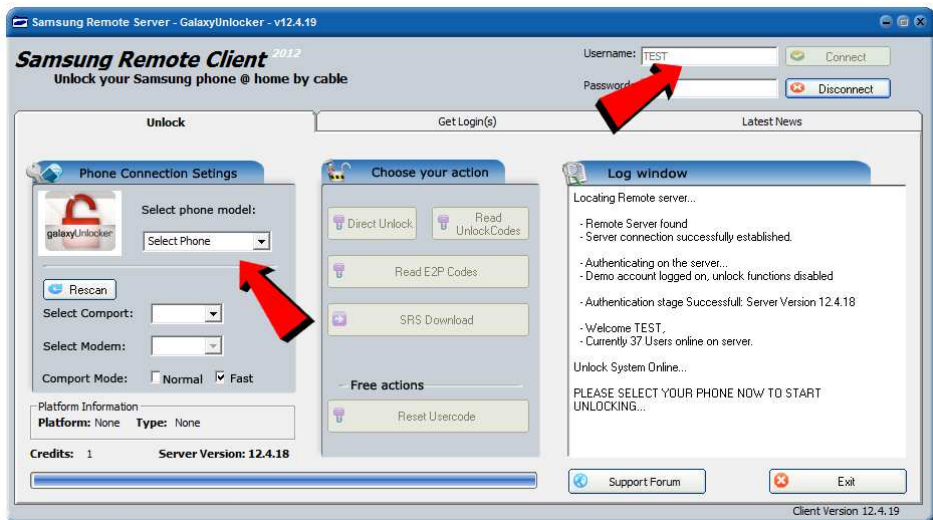 Samsung Remote Server - GalaxyUnlocker - v12.4.19
Samsung Remote Client 2012
Unlock your Samsung phone @ home by cable
Username: TEST
Connect
Password:
Disconnect
Unlock
Get Login(s)
Latest News
Phone Connection Setings
galaxyUnlocker
Select phone model:
Select Phone
Rescan
Select Comport:
Select Modem:
Comport Mode: Normal Fast
Platform Information
Platform: None Type: None
Credits: 1 Server Version: 12.4.18
Choose your action
Direct Unlock
Read
UnlockCodes
Read E2P Codes
SRS Download
Free actions
Reset Usercode
Log window
Locating Remote server...
- Remote Server found
- Server connection successfully established.
- Authenticating on the server...
- Demo account logged on, unlock functions disabled
- Authentication stage Successfull: Server Version 12.4.18
- Welcome TEST,
- Currently 37 Users online on server.
Unlock System Online...
PLEASE SELECT YOUR PHONE NOW TO START
UNLOCKING...
Support Forum
Exit
Client Version 12.4.19